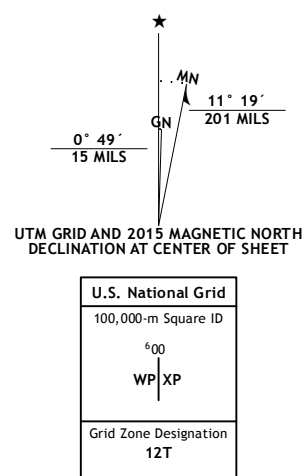 MN
GN
11° 19´
201 MILS
0° 49´
15 MILS
UTM GRID AND 2015 MAGNETIC NORTH
DECLINATION AT CENTER OF SHEET
U.S. National Grid
100,000-m Square ID
⁶00
WP XP
Grid Zone Designation
12T